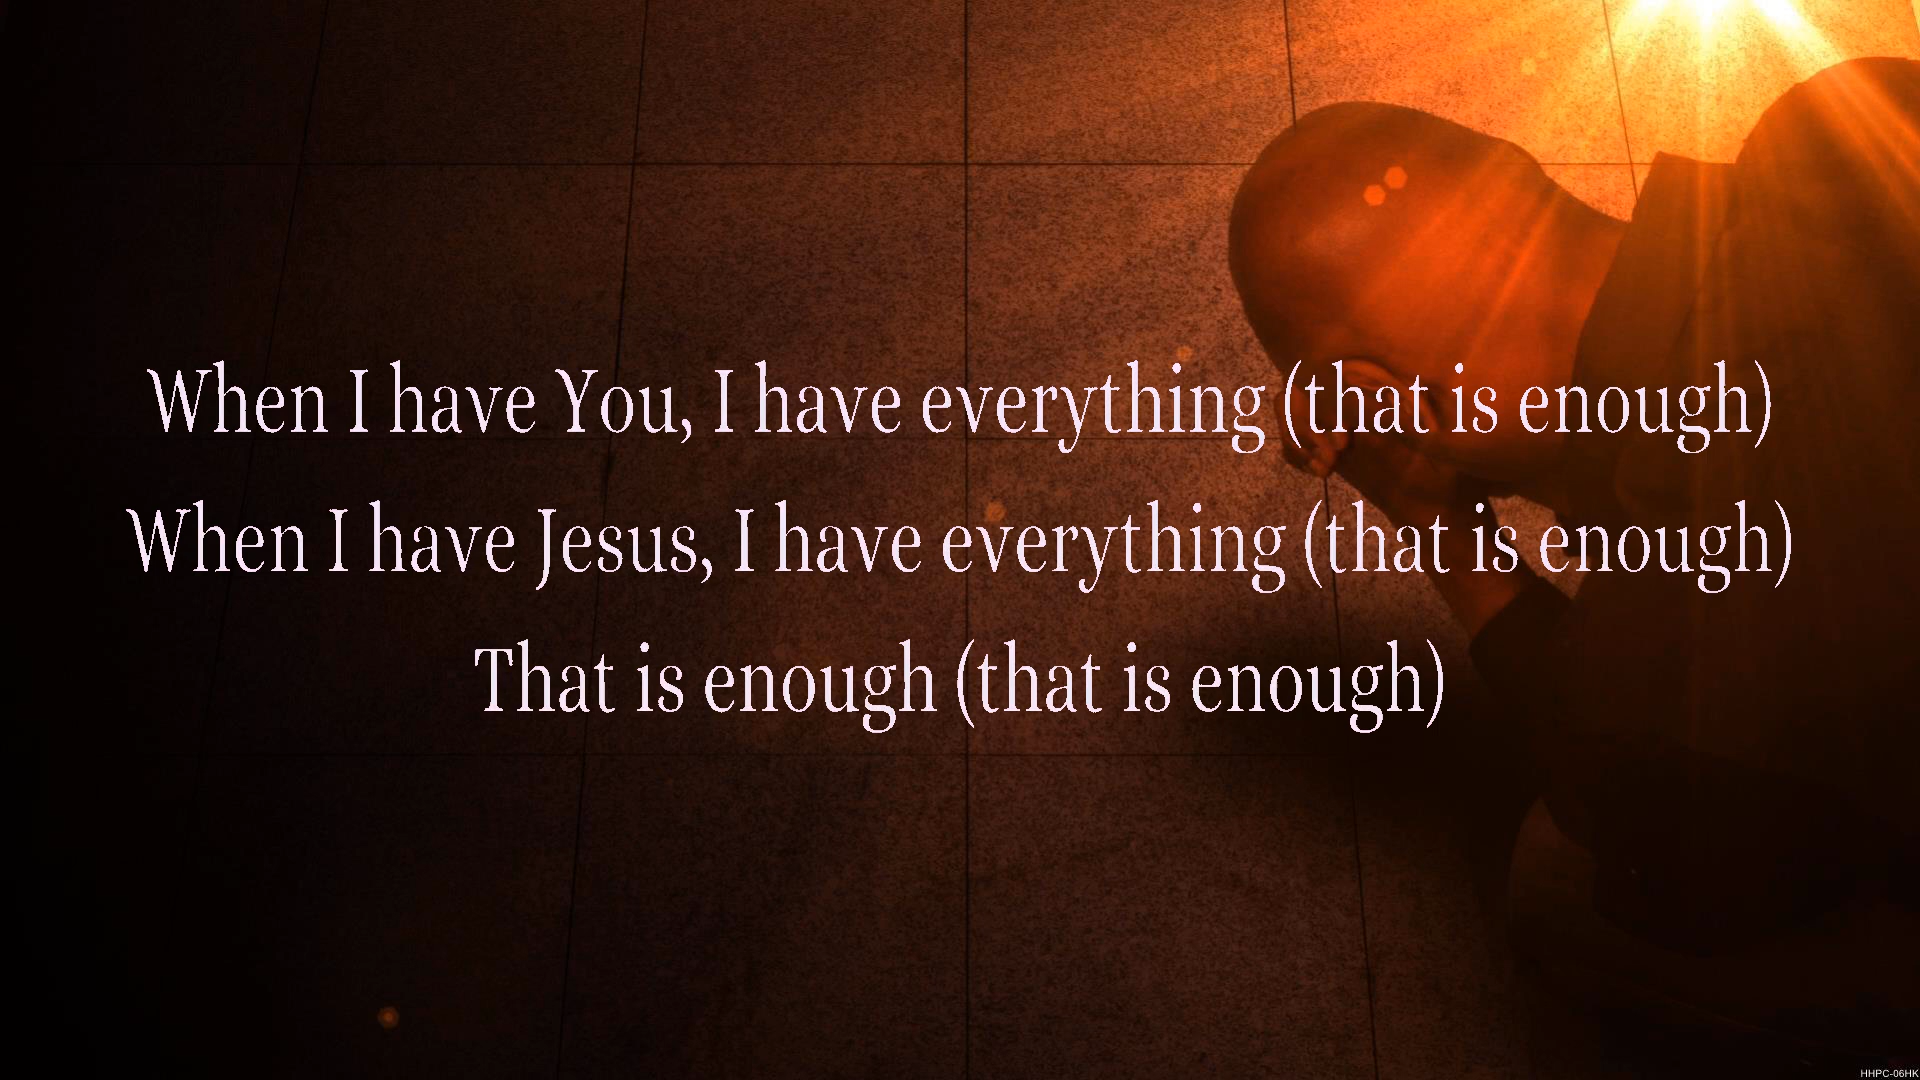 When I have You, I have everything (that is enough)
When I have Jesus, I have everything (that is enough)
That is enough (that is enough)
HHPC-06HK